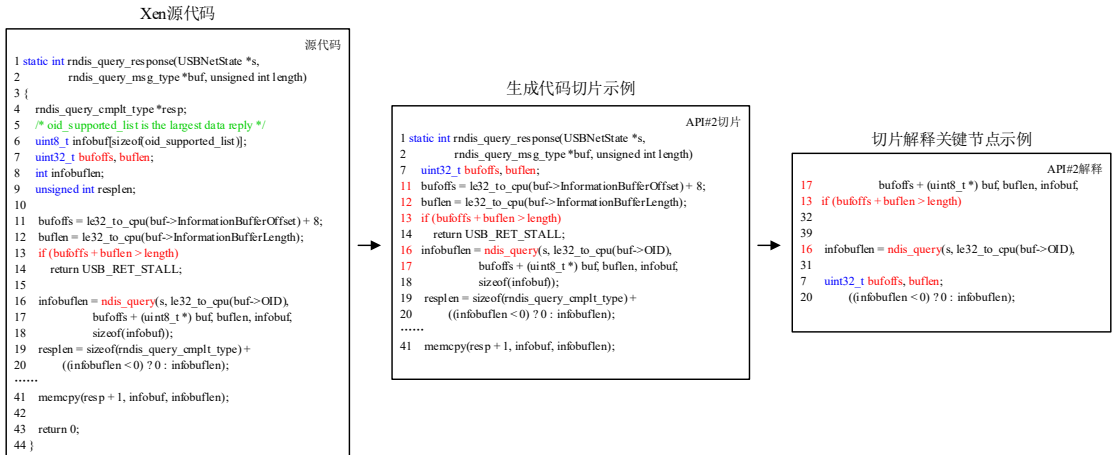 Xen源代码
源代码
1 static int rndis_query_response(USBNetState *s,
2 rndis_query_msg_type *buf, unsigned int length)
3 {
4 rndis_query_cmplt_type *resp;
5 /* oid_supported_list is the largest data reply */
6 uint8_t infobuf[sizeof(oid_supported_list)];
7 uint32_t bufoffs, buflen;
8 int infobuflen;
9 unsigned int resplen;
10
11 bufoffs = le32_to_cpu(buf->InformationBufferOffset) + 8;
12 buflen = le32_to_cpu(buf->InformationBufferLength);
13 if (bufoffs + buflen > length)
14 return USB_RET_STALL;
15
16 infobuflen = ndis_query(s, le32_to_cpu(buf->OID),
17 bufoffs + (uint8_t *) buf, buflen, infobuf,
18 sizeof(infobuf));
19 resplen = sizeof(rndis_query_cmplt_type) +
20 ((infobuflen < 0) ? 0 : infobuflen);
······
41 memcpy(resp + 1, infobuf, infobuflen);
42
43 return 0;
44 }
生成代码切片示例
API#2切片
1 static int rndis_query_response(USBNetState *s,
2 rndis_query_msg_type *buf, unsigned int length)
7 uint32_t bufoffs, buflen;
11 bufoffs = le32_to_cpu(buf->InformationBufferOffset) + 8;
12 buflen = le32_to_cpu(buf->InformationBufferLength);
13 if (bufoffs + buflen > length)
14 return USB_RET_STALL;
16 infobuflen = ndis_query(s, le32_to_cpu(buf->OID),
17 bufoffs + (uint8_t *) buf, buflen, infobuf,
18 sizeof(infobuf));
19 resplen = sizeof(rndis_query_cmplt_type) +
20 ((infobuflen < 0) ? 0 : infobuflen);
······
41 memcpy(resp + 1, infobuf, infobuflen);
切片解释关键节点示例
API#2解释
17 bufoffs + (uint8_t *) buf, buflen, infobuf,
13 if (bufoffs + buflen > length)
32
39
16 infobuflen = ndis_query(s, le32_to_cpu(buf->OID),
31
7 uint32_t bufoffs, buflen;
20 ((infobuflen < 0) ? 0 : infobuflen);